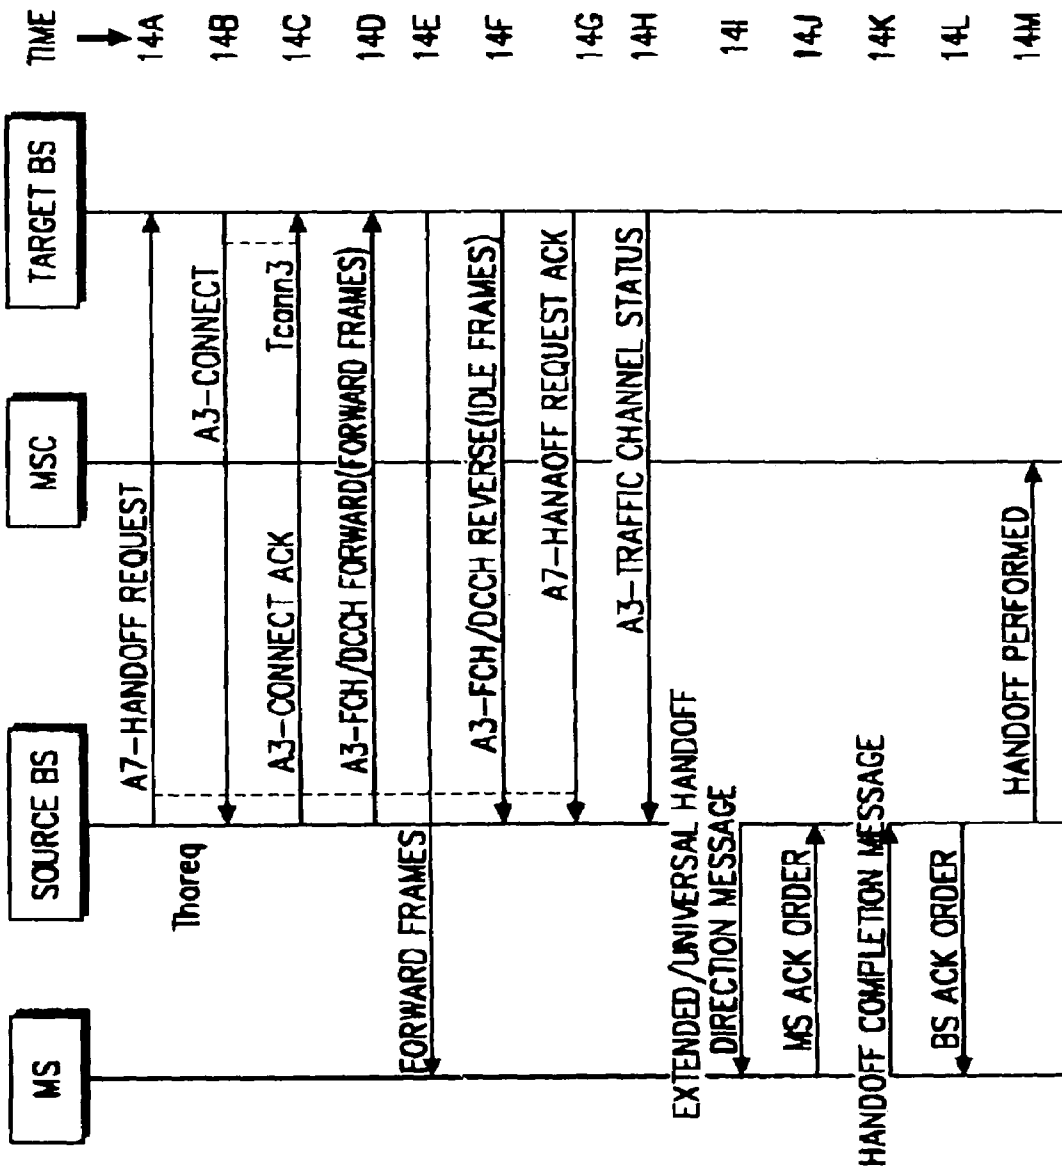 MS
SOURCE BS
MSC
TARGET BS
TIME
A7-HANDOFF REQUEST
14A
Thoreq
A3-CONNECT
14B
A3-CONNECT ACK
Tconn3
14C
A3-FCH/DCCH FORWARD(FORWARD FRAMES)
14D
FORWARD FRAMES
14E
A3-FCH/DCCH REVERSE(IDLE FRAMES)
14F
A7-HANAOFF REQUEST ACK
14G
A3-TRAFFIC CHANNEL STATUS
14H
EXTENDED/UNIVERSAL HANDOFF
DIRECTION MESSAGE
14I
MS ACK ORDER
14J
HANDOFF COMPLETION MESSAGE
14K
BS ACK ORDER
14L
HANDOFF PERFORMED
14M